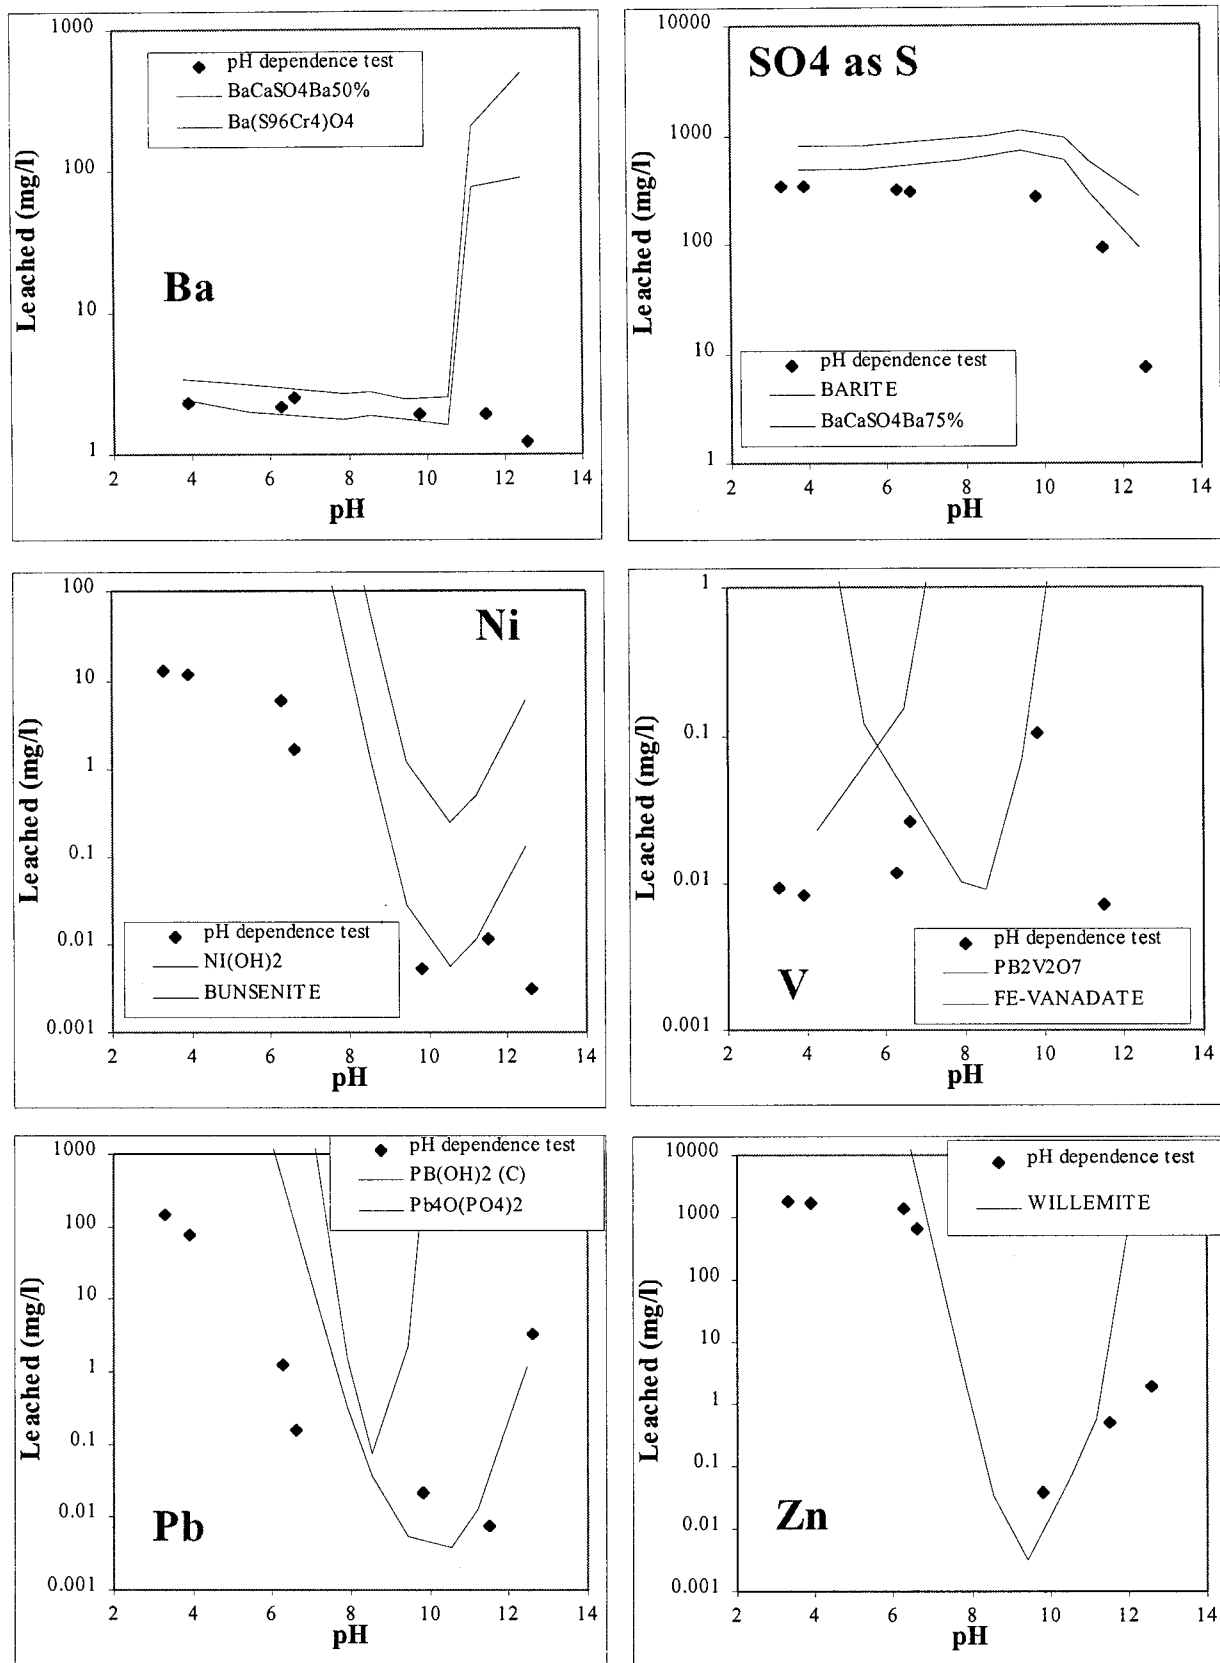 1000
100
10
1
Leached (mg/l)
pH dependence test
BaCaSO4Ba50%
Ba(S96Cr4)O4
Ba
2 4 6 8 10 12 14
pH
10000
1000
100
10
1
Leached (mg/l)
SO4 as S
pH dependence test
BARITE
BaCaSO4Ba75%
2 4 6 8 10 12 14
pH
100
10
1
0.1
0.01
0.001
Leached (mg/l)
Ni
pH dependence test
NI(OH)2
BUNSENITE
2 4 6 8 10 12 14
pH
1
0.1
0.01
0.001
Leached (mg/l)
pH dependence test
PB2V2O7
FE-VANADATE
V
2 4 6 8 10 12 14
pH
1000
100
10
1
0.1
0.01
0.001
Leached (mg/l)
pH dependence test
PB(OH)2 (C)
Pb4O(PO4)2
Pb
2 4 6 8 10 12 14
pH
10000
1000
100
10
1
0.1
0.01
0.001
Leached (mg/l)
pH dependence test
WILLEMITE
Zn
2 4 6 8 10 12 14
pH